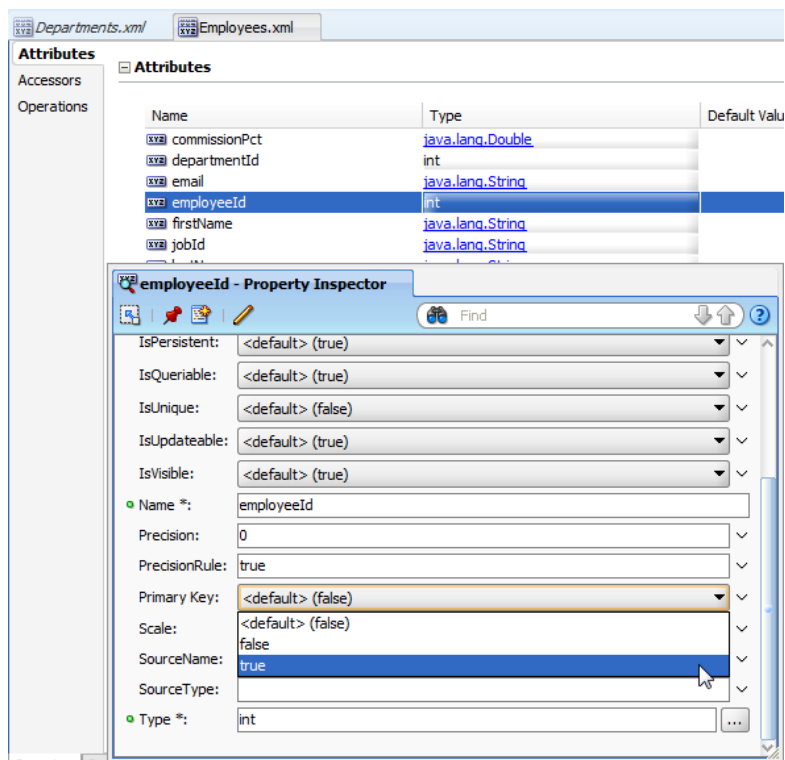 Departments.xml Employees.xml
Attributes
Accessors
Operations
Attributes
Name Type Default Valu
commissionPct java.lang.Double
departmentId int
email java.lang.String
employeeId int
firstName java.lang.String
jobId java.lang.String
employeeId - Property Inspector
Find
IsPersistent: <default> (true)
IsQueriable: <default> (true)
IsUnique: <default> (false)
IsUpdateable: <default> (true)
IsVisible: <default> (true)
Name *: employeeId
Precision: 0
PrecisionRule: true
Primary Key: <default> (false)
<default> (false)
Scale:
false
SourceName:
true
SourceType:
Type *: int ...